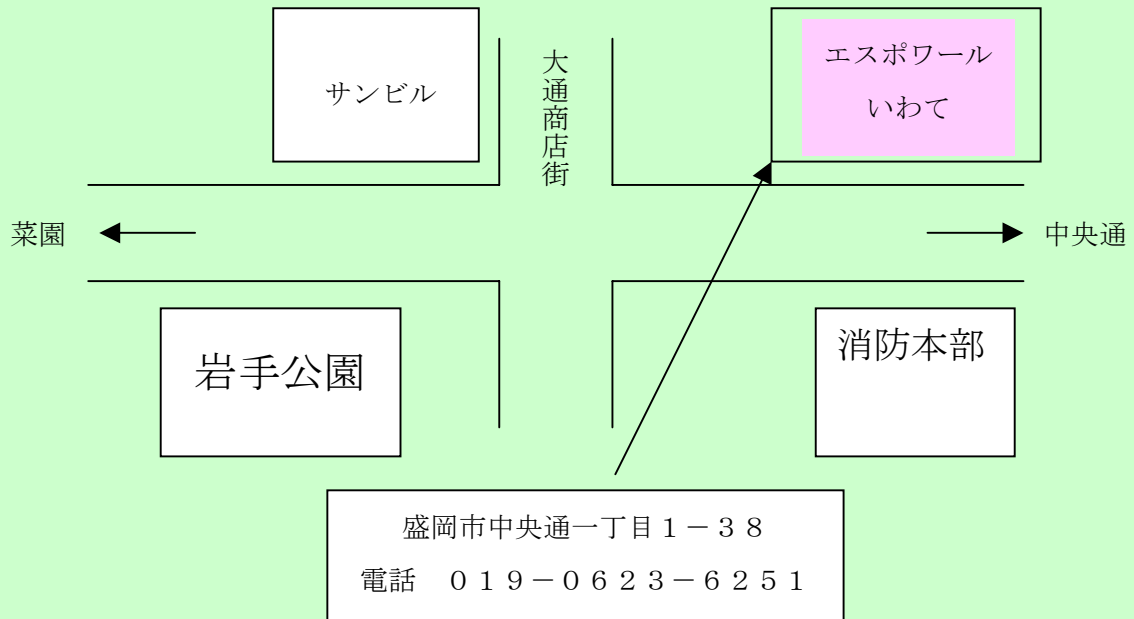 サンビル
大通商店街
エスポワール
いわて
菜園
中央通
岩手公園
消防本部
盛岡市中央通一丁目１－３８
電話　０１９－０６２３－６２５１